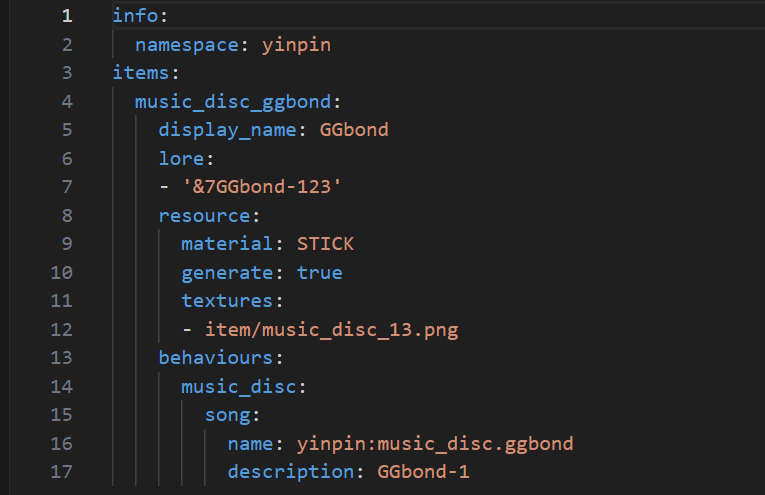 1 info:
2   namespace: yinpin
3 items:
4   music_disc_ggbond:
5     display_name: GGbond
6     lore:
7     - '&7GGbond-123'
8     resource:
9       material: STICK
10       generate: true
11       textures:
12       - item/music_disc_13.png
13     behaviours:
14       music_disc:
15         song:
16           name: yinpin:music_disc.ggbond
17           description: GGbond-1